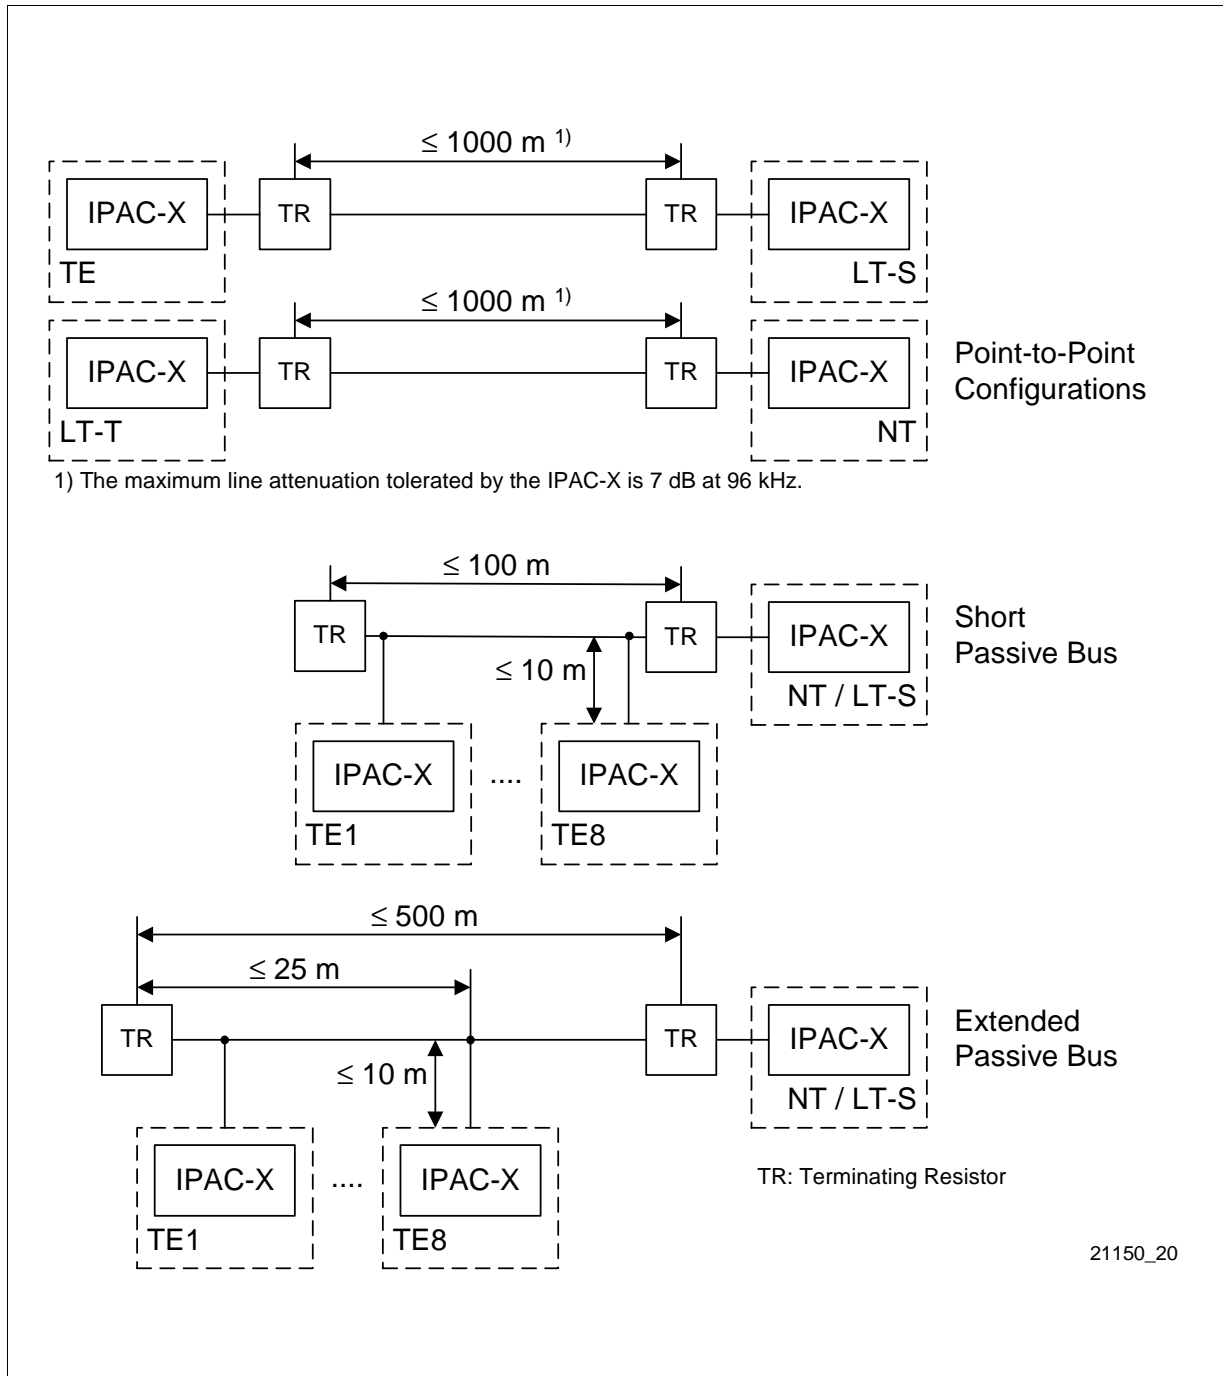 ≤ 1000 m 1)
IPAC-X
TR
TR
IPAC-X
TE
LT-S
≤ 1000 m 1)
IPAC-X
TR
TR
IPAC-X
LT-T
NT
Point-to-Point
Configurations
1) The maximum line attenuation tolerated by the IPAC-X is 7 dB at 96 kHz.
≤ 100 m
TR
TR
IPAC-X
NT / LT-S
Short
Passive Bus
≤ 10 m
IPAC-X
....
IPAC-X
TE1
TE8
≤ 500 m
≤ 25 m
TR
TR
IPAC-X
NT / LT-S
Extended
Passive Bus
≤ 10 m
IPAC-X
....
IPAC-X
TE1
TE8
TR: Terminating Resistor
21150_20